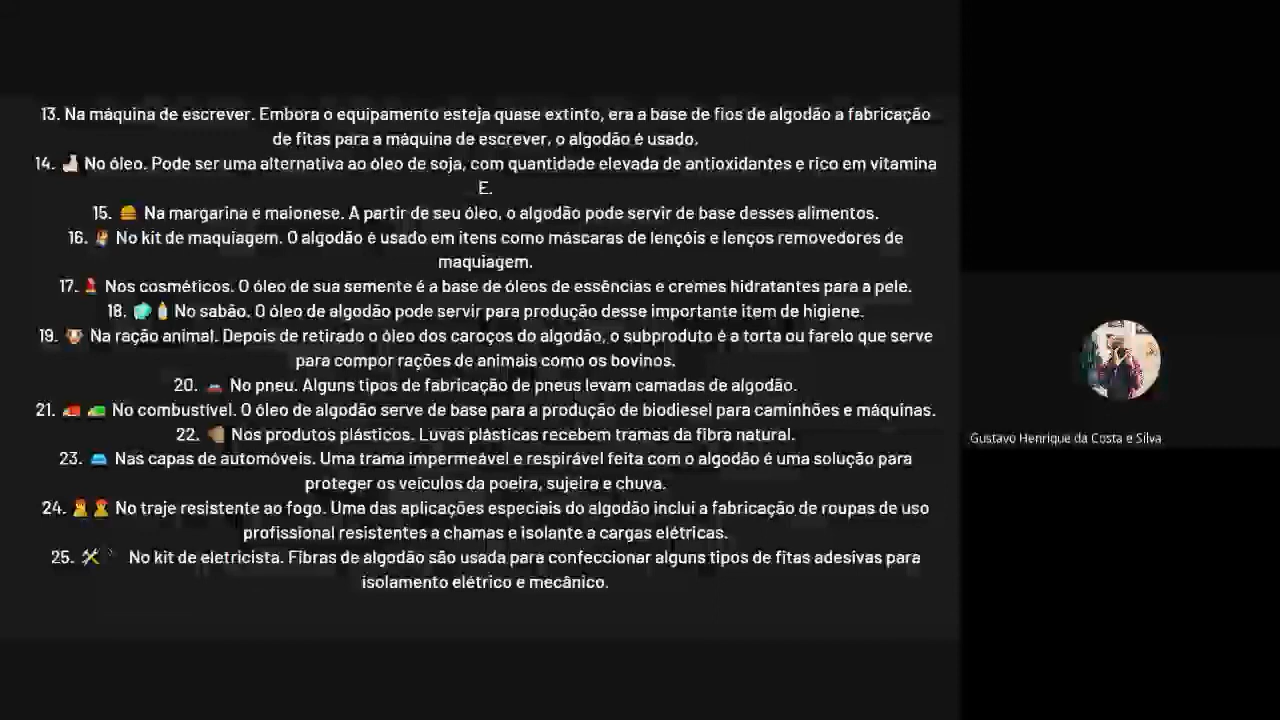 13. Na máquina de escrever. Embora o equipamento esteja quase extinto, era a base de fios de algodão a fabricação
de fitas para a máquina de escrever, o algodão é usado.
14. No óleo. Pode ser uma alternativa ao óleo de soja, com quantidade elevada de antioxidantes e rico em vitamina
E.
15. 🍔 Na margarina e maionese. A partir de seu óleo, o algodão pode servir de base desses alimentos.
16. No kit de maquiagem. O algodão é usado em itens como máscaras de lençóis e lenços removedores de
maquiagem.
17. 💄 Nos cosméticos. O óleo de sua semente é a base de óleos de essências e cremes hidratantes para a pele.
18. 🧼🧴 No sabão. O óleo de algodão pode servir para produção desse importante item de higiene.
19. 🐮 Na ração animal. Depois de retirado o óleo dos caroços do algodão, o subproduto é a torta ou farelo que serve
para compor rações de animais como os bovinos.
20. No pneu. Alguns tipos de fabricação de pneus levam camadas de algodão.
21. No combustível. O óleo de algodão serve de base para a produção de biodiesel para caminhões e máquinas.
22. Nos produtos plásticos. Luvas plásticas recebem tramas da fibra natural.
23. Nas capas de automóveis. Uma trama impermeável e respirável feita com o algodão é uma solução para
proteger os veículos da poeira, sujeira e chuva.
24. No traje resistente ao fogo. Uma das aplicações especiais do algodão inclui a fabricação de roupas de uso
profissional resistentes a chamas e isolante a cargas elétricas.
25. 🛠 No kit de eletricista. Fibras de algodão são usada para confeccionar alguns tipos de fitas adesivas para
isolamento elétrico e mecânico.
Gustavo Henrique da Costa e Silva